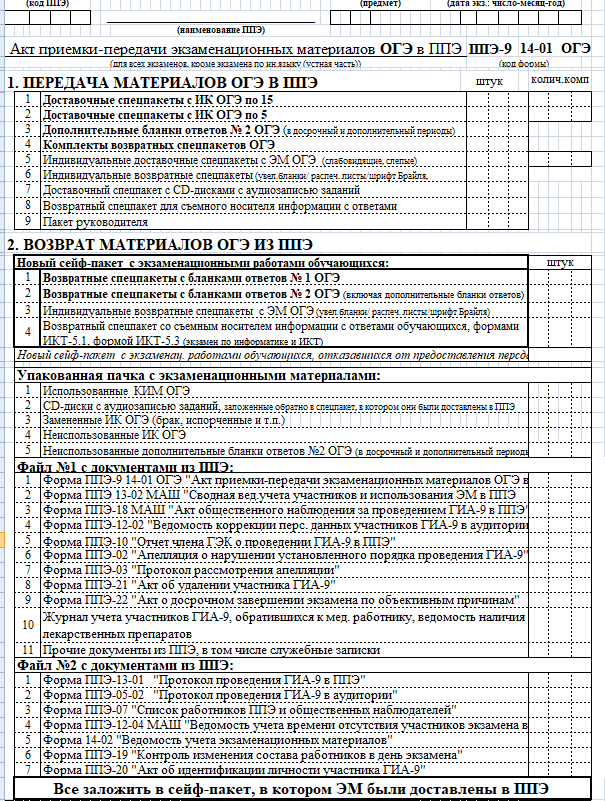 (код ППЭ) (предмет) (дата экз.: число-месяц-год)
(наименование ППЭ)
Акт приемки-передачи экзаменационных материалов ОГЭ в ППЭ ППЭ-9 14-01 ОГЭ
(для всех экзаменов, кроме экзамена по ин.языку (устная часть)) (код формы)
1. ПЕРЕДАЧА МАТЕРИАЛОВ ОГЭ В ППЭ штук колич.комп
1 Доставочные спецпакеты с ИК ОГЭ по 15
2 Доставочные спецпакеты с ИК ОГЭ по 5
3 Дополнительные бланки ответов № 2 ОГЭ (в досрочный и дополнительный периоды)
4 Комплекты возвратных спецпакетов ОГЭ
5 Индивидуальные доставочные спецпакеты с ЭМ ОГЭ (слабовидящие, слепые)
6 Индивидуальные возвратные спецпакеты (увел.бланки/ распеч. листы/шрифт Брайля,
7 Доставочный спецпакет с CD-дисками с аудиозаписью заданий
8 Возвратный спецпакет для съемного носителя информации с ответами
9 Пакет руководителя
2. ВОЗВРАТ МАТЕРИАЛОВ ОГЭ ИЗ ППЭ
Новый сейф-пакет с экзаменационными работами обучающихся: штук
1 Возвратные спецпакеты с бланками ответов № 1 ОГЭ
2 Возвратные спецпакеты с бланками ответов № 2 ОГЭ (включая дополнительные бланки ответов)
3 Индивидуальные возвратные спецпакеты с ЭМ ОГЭ (увел.бланки/ распеч. листы/шрифт Брайля)
4 Возвратный спецпакет со съемным носителем информации с ответами обучающихся, формами
ИКТ-5.1, формой ИКТ-5.3 (экзамен по информатике и ИКТ)
Новый сейф-пакет с экзаменац. работами обучающихся, отказавшихся от предоставления персда
Упакованная пачка с экзаменационными материалами:
1 Использованные КИМ ОГЭ
2 CD-диски с аудиозаписью заданий, заложенные обратно в спецпакет, в котором они были доставлены в ППЭ
3 Замененные ИК ОГЭ (брак, испорченные и т.п.)
4 Неиспользованные ИК ОГЭ
5 Неиспользованные дополнительные бланки ответов №2 ОГЭ (в досрочный и дополнительный период
Файл №1 с документами из ППЭ:
1 Форма ППЭ-9 14-01 ОГЭ "Акт приемки-передачи экзаменационных материалов ОГЭ в
2 Форма ППЭ 13-02 МАШ "Сводная вед.учета участников и использования ЭМ в ППЭ
3 Форма ППЭ-18 МАШ "Акт общественного наблюдения за проведением ГИА-9 в ППЭ"
4 Форма ППЭ-12-02 "Ведомость коррекции перс. данных участников ГИА-9 в аудитории
5 Форма ППЭ-10 "Отчет члена ГЭК о проведении ГИА-9 в ППЭ"
6 Форма ППЭ-02 "Апелляция о нарушении установленного порядка проведения ГИА-9"
7 Форма ППЭ-03 "Протокол рассмотрения апелляции"
8 Форма ППЭ-21 "Акт об удалении участника ГИА-9"
9 Форма ППЭ-22 "Акт о досрочном завершении экзамена по объективным причинам"
10 Журнал учета участников ГИА-9, обратившихся к мед. работнику, ведомость наличия
лекарственных препаратов
11 Прочие документы из ППЭ, в том числе служебные записки
Файл №2 с документами из ППЭ:
1 Форма ППЭ-13-01 "Протокол проведения ГИА-9 в ППЭ"
2 Форма ППЭ-05-02 "Протокол проведения ГИА-9 в аудитории"
3 Форма ППЭ-07 "Список работников ППЭ и общественных наблюдателей"
4 Форма ППЭ-12-04 МАШ "Ведомость учета времени отсутствия участников экзамена в
5 Форма 14-02 "Ведомость учета экзаменационных материалов"
6 Форма ППЭ-19 "Контроль изменения состава работников в день экзамена"
7 Форма ППЭ-20 "Акт об идентификации личности участника ГИА-9"
Все заложить в сейф-пакет, в котором ЭМ были доставлены в ППЭ